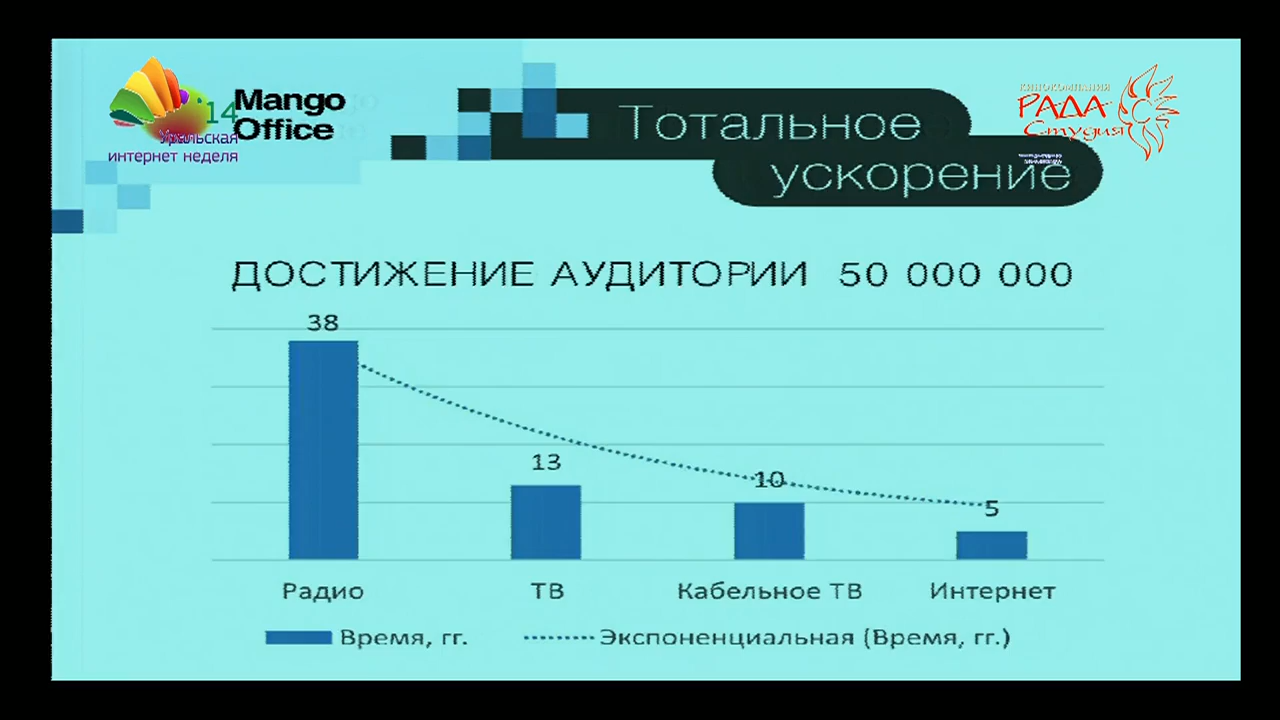 '14
Уральская
интернет неделя
Mango
Office
Тотальное
ускорение
КИНОКОМПАНИЯ
РАДА
Студия
ДОСТИЖЕНИЕ АУДИТОРИИ 50 000 000
38
13
10
5
Радио
ТВ
Кабельное ТВ
Интернет
Время, гг.
Экспоненциальная (Время, гг.)